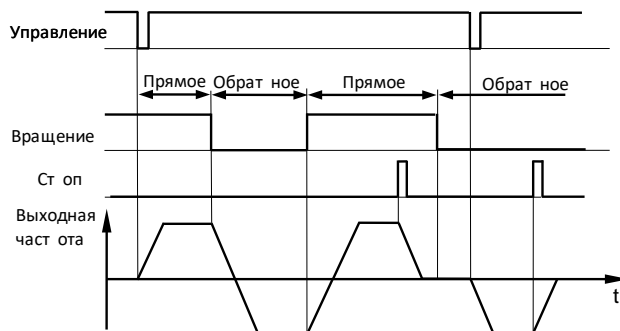 Управление
Прямое Обрат ное Прямое Обрат ное
Вращение
Ст оп
Выходная
част ота
t